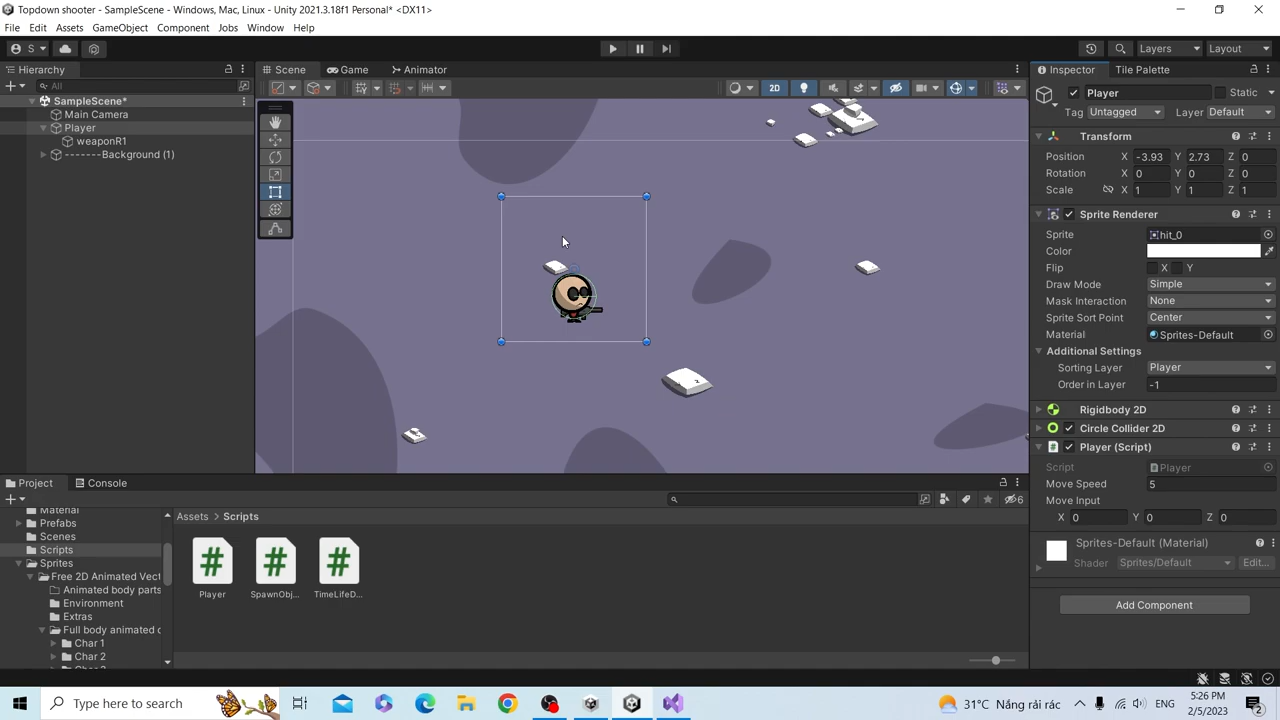 Topdown shooter - SampleScene - Windows, Mac, Linux - Unity 2021.3.18f1 Personal* <DX11>
File Edit Assets GameObject Component Jobs Window Help
S Layers Layout
Hierarchy Scene Game Animator Inspector Tile Palette
All 2D Player Static
SampleScene* Tag Untagged Layer Default
Main Camera
Player Transform
weaponR1 Position X -3.93 Y 2.73 Z 0
-------Background (1) Rotation X 0 Y 0 Z 0
Scale X 1 Y 1 Z 1
Sprite Renderer
Sprite hit_0
Color
Flip X Y
Draw Mode Simple
Mask Interaction None
Sprite Sort Point Center
Material Sprites-Default
Additional Settings
Sorting Layer Player
Order in Layer -1
Rigidbody 2D
Circle Collider 2D
Player (Script)
Script Player
Move Speed 5
Move Input
X 0 Y 0 Z 0
Sprites-Default (Material)
Shader Sprites/Default Edit...
Add Component
Project Console
6
Material Assets > Scripts
Prefabs
Scenes
Scripts
Sprites
Free 2D Animated Vect
Animated body parts
Environment
Extras
Full body animated c
Char 1
Char 2
Player SpawnObj... TimeLifeD...
Type here to search 31°C Nắng rải rác ENG 5:26 PM
2/5/2023 2